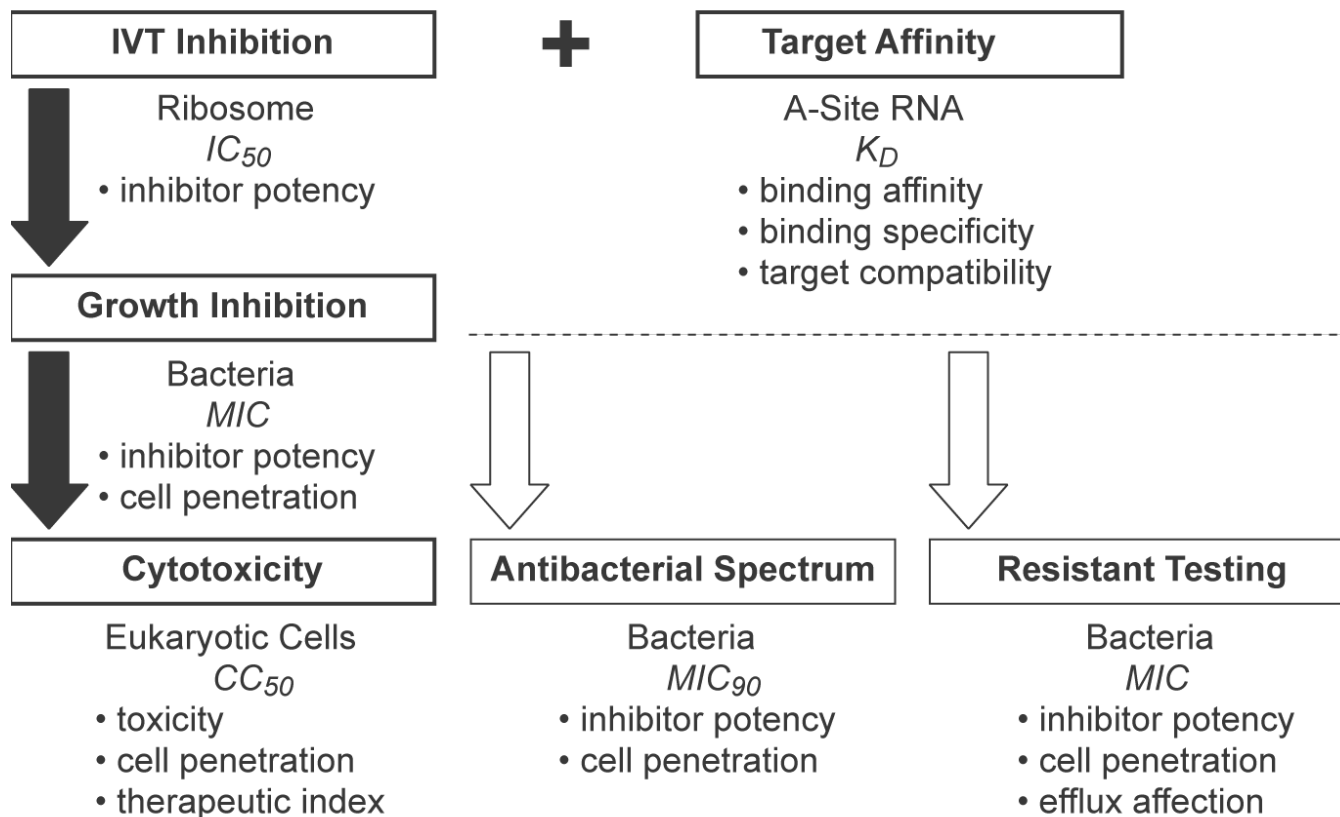 IVT Inhibition
+
Target Affinity
Ribosome
IC50
• inhibitor potency
A-Site RNA
KD
• binding affinity
• binding specificity
• target compatibility
Growth Inhibition
Bacteria
MIC
• inhibitor potency
• cell penetration
Cytotoxicity
Eukaryotic Cells
CC50
• toxicity
• cell penetration
• therapeutic index
Antibacterial Spectrum
Bacteria
MIC90
• inhibitor potency
• cell penetration
Resistant Testing
Bacteria
MIC
• inhibitor potency
• cell penetration
• efflux affection